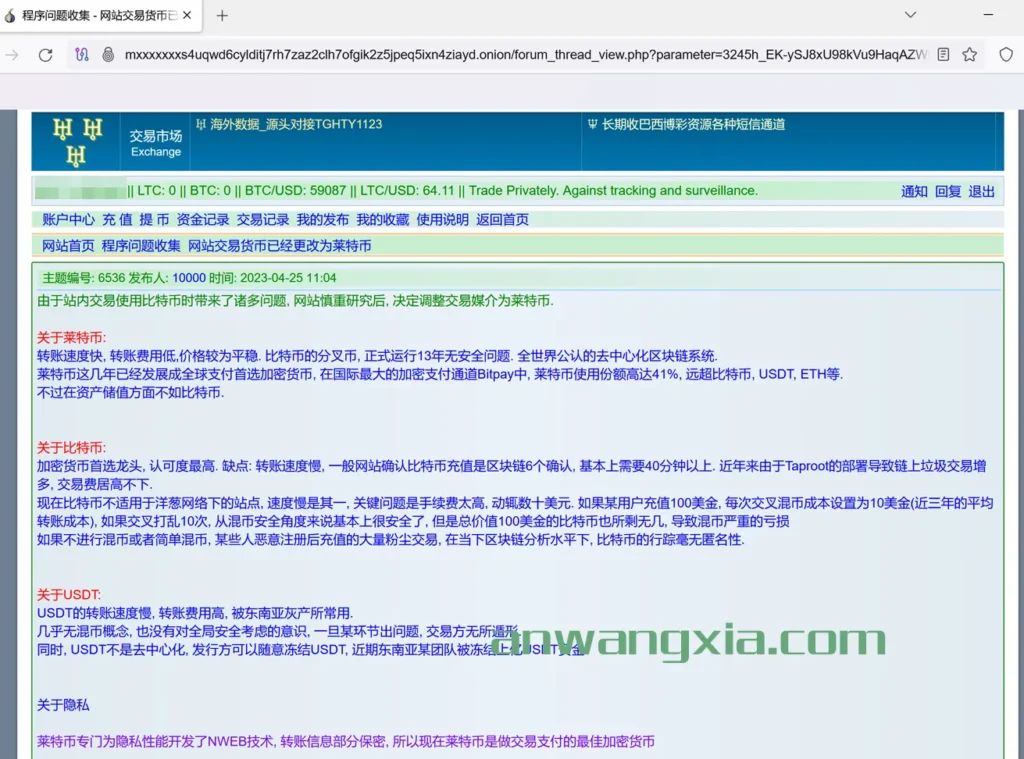 程序问题收集 - 网站交易货币已
mxxxxxxxs4uqwd6cylditj7rh7zaz2clh7ofgik2z5jpeq5ixn4ziayd.onion/forum_thread_view.php?parameter=3245h_EK-ySJ8xU98kVu9HaqAZW
交易市场
Exchange
海外数据_源头对接TGHTY1123
Ψ 长期收巴西博彩资源各种短信通道
|| LTC: 0 || BTC: 0 || BTC/USD: 59087 || LTC/USD: 64.11 || Trade Privately. Against tracking and surveillance.
通知 回复 退出
账户中心 充 值 提 币 资金记录 交易记录 我的发布 我的收藏 使用说明 返回首页
网站首页 程序问题收集 网站交易货币已经更改为莱特币
主题编号: 6536 发布人: 10000 时间: 2023-04-25 11:04
由于站内交易使用比特币时带来了诸多问题, 网站慎重研究后, 决定调整交易媒介为莱特币.
关于莱特币:
转账速度快, 转账费用低,价格较为平稳. 比特币的分叉币, 正式运行13年无安全问题. 全世界公认的去中心化区块链系统.
莱特币这几年已经发展成全球支付首选加密货币, 在国际最大的加密支付通道Bitpay中, 莱特币使用份额高达41%, 远超比特币, USDT, ETH等.
不过在资产储值方面不如比特币.
关于比特币:
加密货币首选龙头, 认可度最高. 缺点: 转账速度慢, 一般网站确认比特币充值是区块链6个确认, 基本上需要40分钟以上. 近年来由于Taproot的部署导致链上垃圾交易增
多, 交易费居高不下.
现在比特币不适用于洋葱网络下的站点, 速度慢是其一, 关键问题是手续费太高, 动辄数十美元. 如果某用户充值100美金, 每次交叉混币成本设置为10美金(近三年的平均
转账成本), 如果交叉打乱10次, 从混币安全角度来说基本上很安全了, 但是总价值100美金的比特币也所剩无几, 导致混币严重的亏损
如果不进行混币或者简单混币, 某些人恶意注册后充值的大量粉尘交易, 在当下区块链分析水平下, 比特币的行踪毫无匿名性.
关于USDT:
USDT的转账速度慢, 转账费用高, 被东南亚灰产所常用.
几乎无混币概念, 也没有对全局安全考虑的意识, 一旦某环节出问题, 交易方无所遁形
同时, USDT不是去中心化, 发行方可以随意冻结USDT, 近期东南亚某团队被冻结上亿USDT资金
anwangxia.com
关于隐私
莱特币专门为隐私性能开发了NWEB技术, 转账信息部分保密, 所以现在莱特币是做交易支付的最佳加密货币